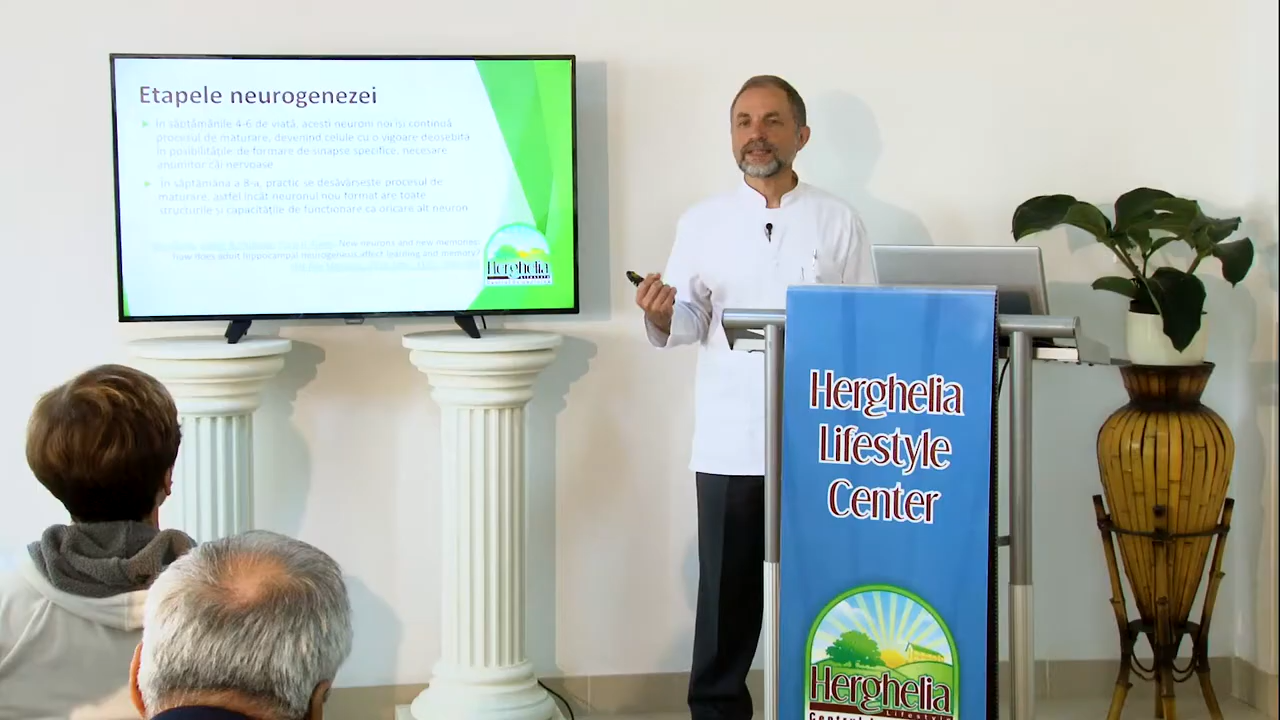 Etapele neurogenezei
În săptămânile 4-6 de viață, acești neuroni noi își continuă
procesul de maturare, devenind celule cu o vigoare deosebită
în posibilitățile de formare de sinapse specifice, necesare
anumitor căi nervoase
În săptămâna a 8-a, practic se desăvârșește procesul de
maturare, astfel încât neuronul nou format are toate
structurile și capacitățile de funcționare ca oricare alt neuron
New neurons and new memories:
how does adult hippocampal neurogenesis affect learning and memory?
Herghelia
Lifestyle
Herghelia
Lifestyle
Center
Herghelia
Lifestyle